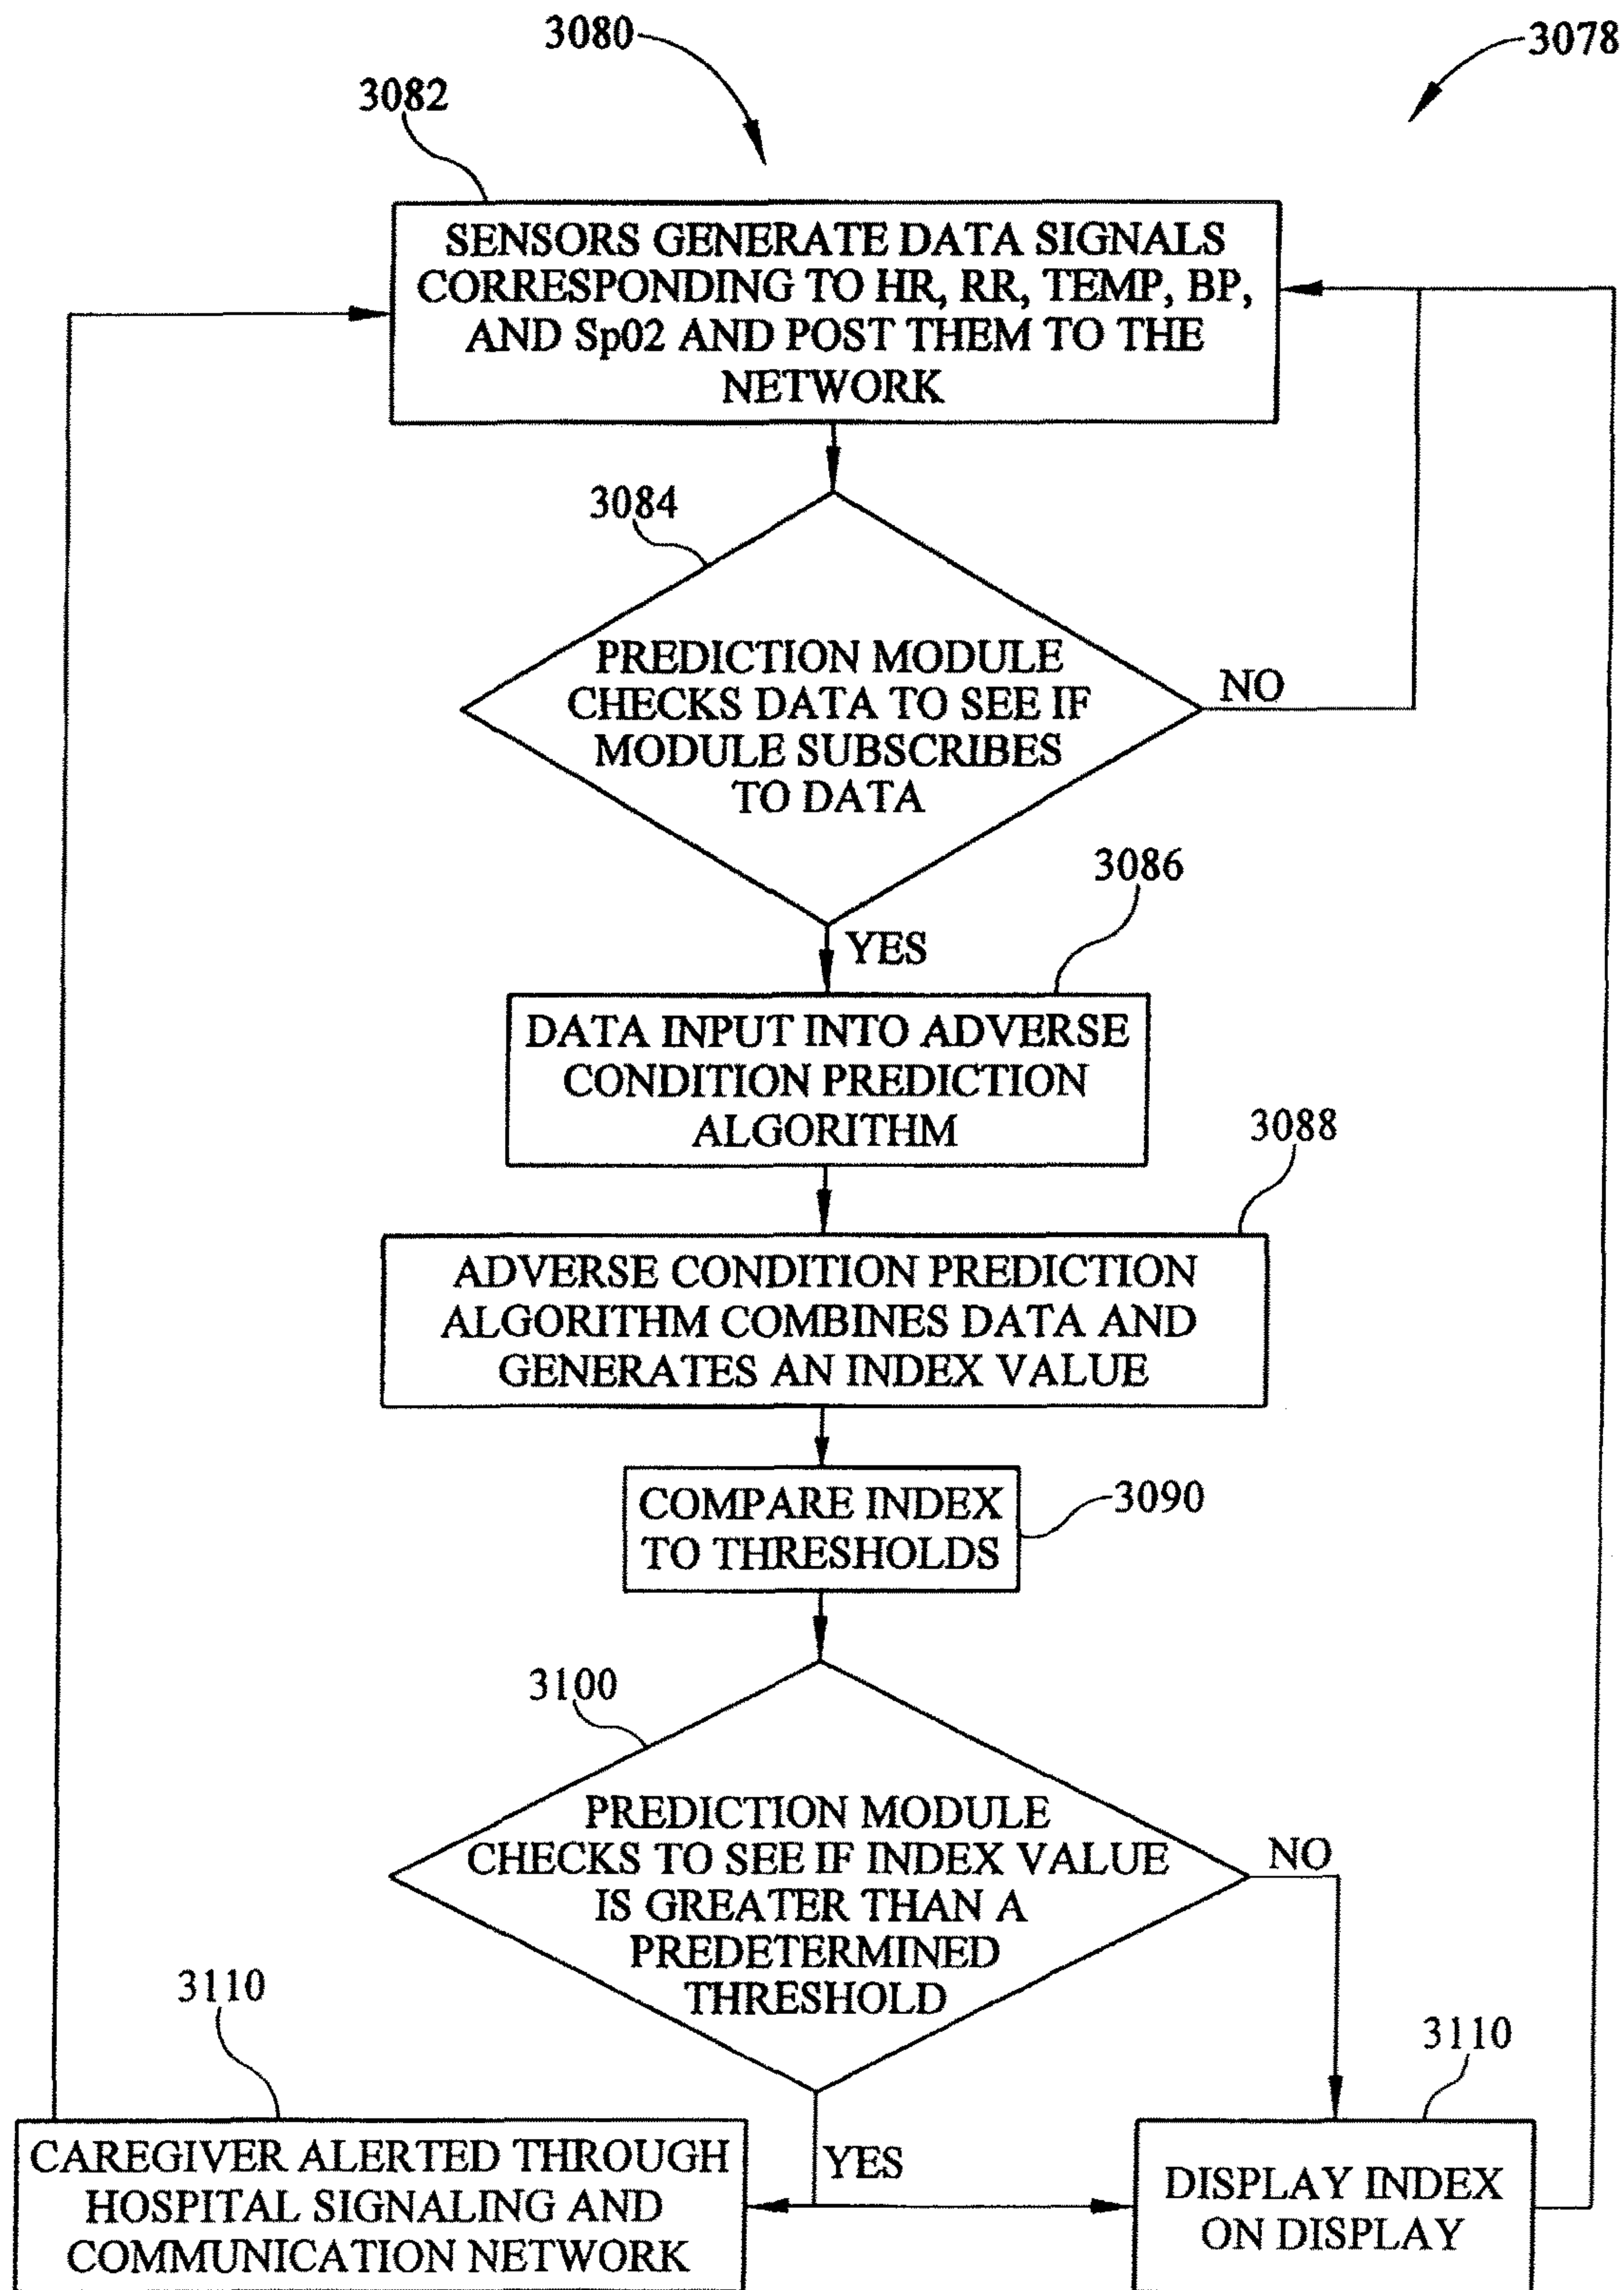 3080
3078
3082
SENSORS GENERATE DATA SIGNALS
CORRESPONDING TO HR, RR, TEMP, BP,
AND Sp02 AND POST THEM TO THE
NETWORK
3084
PREDICTION MODULE
CHECKS DATA TO SEE IF
MODULE SUBSCRIBES
TO DATA
NO
YES
3086
DATA INPUT INTO ADVERSE
CONDITION PREDICTION
ALGORITHM
3088
ADVERSE CONDITION PREDICTION
ALGORITHM COMBINES DATA AND
GENERATES AN INDEX VALUE
COMPARE INDEX
TO THRESHOLDS
3090
3100
PREDICTION MODULE
CHECKS TO SEE IF INDEX VALUE
IS GREATER THAN A
PREDETERMINED
THRESHOLD
NO
YES
3110
CAREGIVER ALERTED THROUGH
HOSPITAL SIGNALING AND
COMMUNICATION NETWORK
3110
DISPLAY INDEX
ON DISPLAY